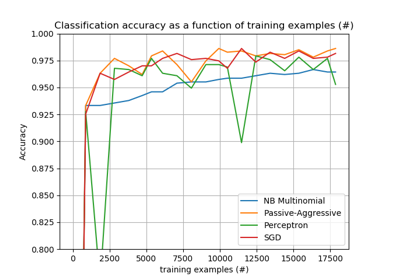 Classification accuracy as a function of training examples (#)
1.000
0.975
0.950
0.925
0.900
0.875
0.850
0.825
0.800
Accuracy
NB Multinomial
Passive-Aggressive
Perceptron
SGD
0 2500 5000 7500 10000 12500 15000 17500
training examples (#)